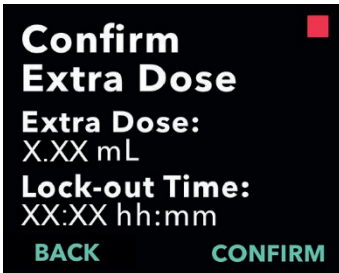 Confirm
Extra Dose
Extra Dose:
X.XX mL
Lock-out Time:
XX:XX hh:mm
BACK CONFIRM